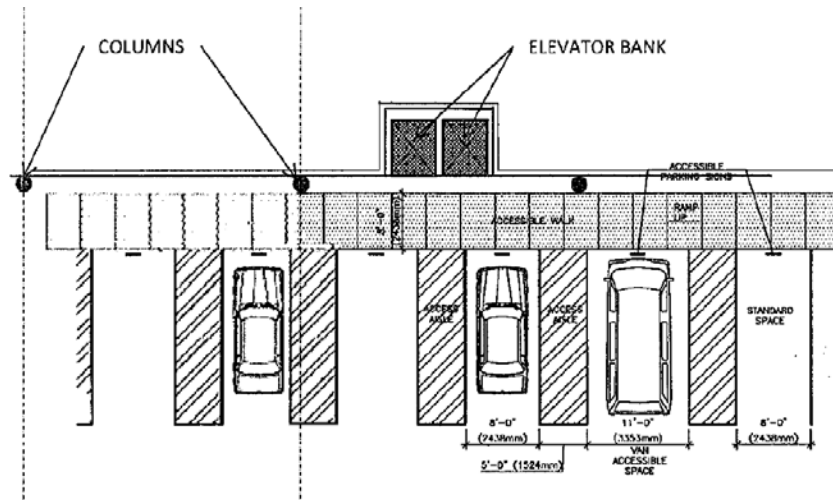 COLUMNS
ELEVATOR BANK
ACCESSIBLE
PARKING SIGNS
RAMP
UP
ACCESSIBLE WALK
ACCESS
AISLE
ACCESS
AISLE
STANDARD
SPACE
8'-0"
(2438mm)
11'-0"
(3353mm)
8'-0"
(2438mm)
VAN
ACCESSIBLE
SPACE
5'-0" (1524mm)